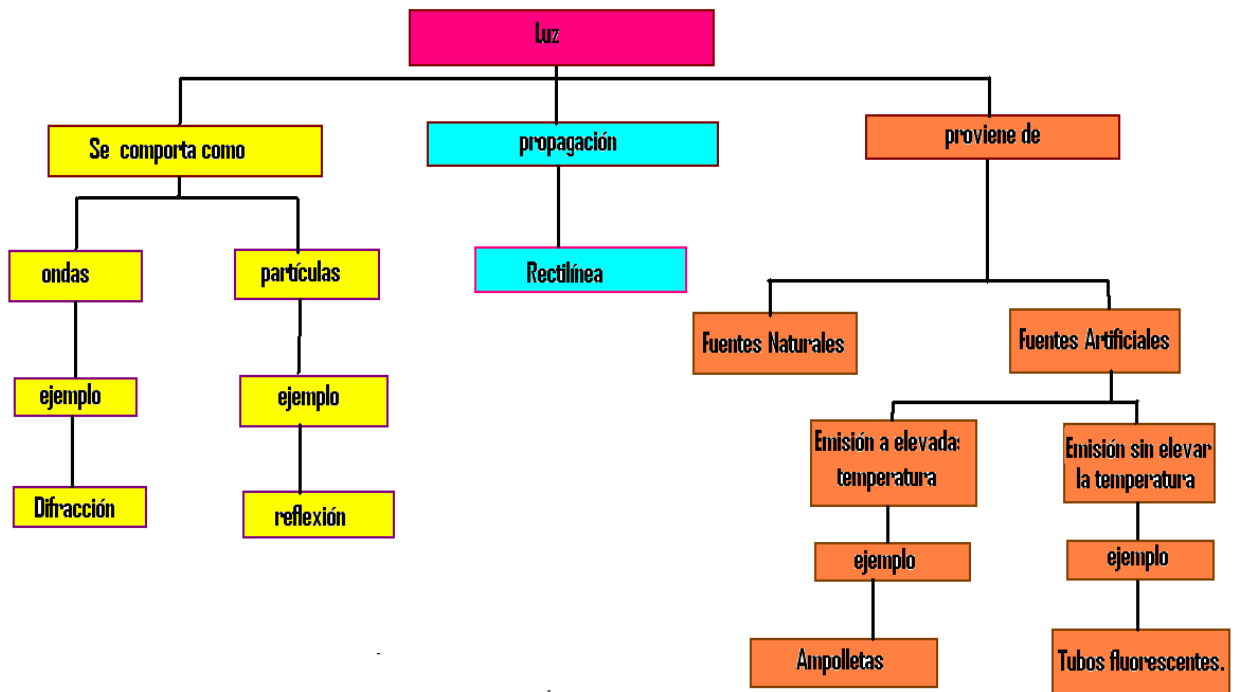 Luz
Se comporta como
propagación
proviene de
ondas
partículas
Rectilínea
Fuentes Naturales
Fuentes Artificiales
ejemplo
ejemplo
Emisión a elevada:
temperatura
Emisión sin elevar
la temperatura
Difracción
reflexión
ejemplo
ejemplo
Ampolletas
Tubos fluorescentes.